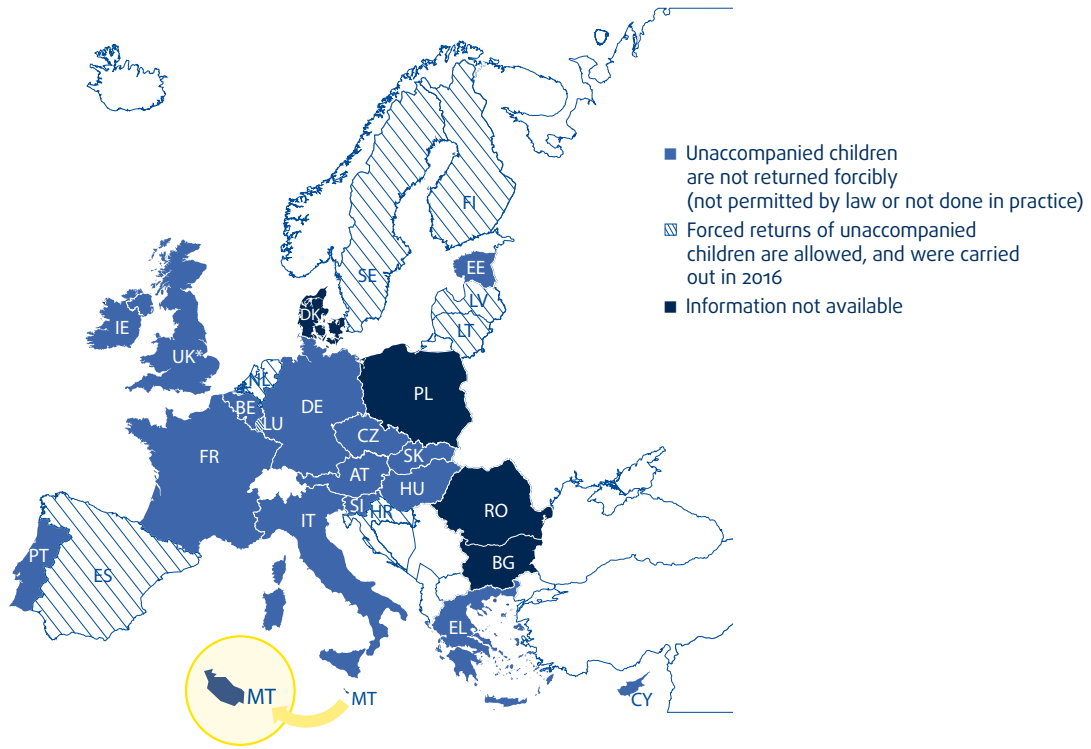 Unaccompanied children
are not returned forcibly
(not permitted by law or not done in practice)
Forced returns of unaccompanied
children are allowed, and were carried
out in 2016
Information not available
FI
SE
EE
LV
LT
DK
IE
UK*
NL
BE
LU
DE
PL
CZ
SK
FR
AT
HU
SI
HR
IT
RO
BG
PT
ES
EL
MT
MT
CY